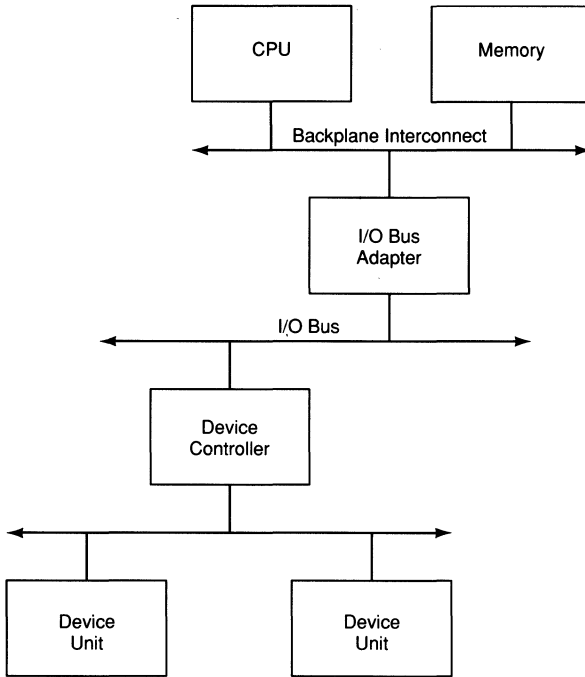 CPU
Memory
Backplane Interconnect
I/O Bus
Adapter
I/O Bus
Device
Controller
Device
Unit
Device
Unit